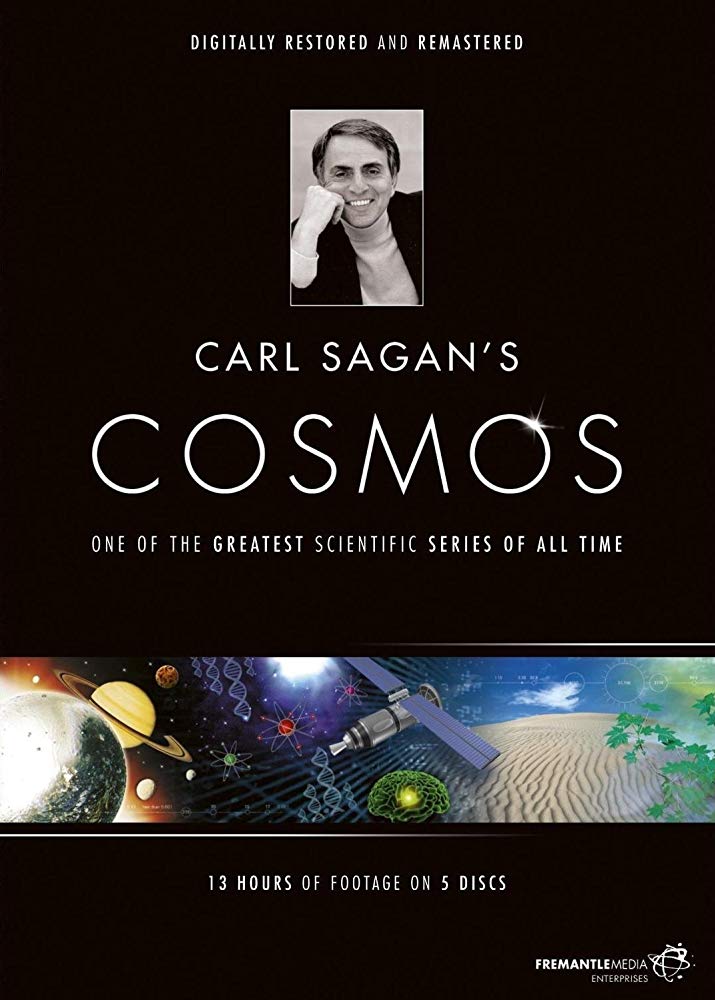 DIGITALLY RESTORED AND REMASTERED
CARL SAGAN'S
COSMOS
ONE OF THE GREATEST SCIENTIFIC SERIES OF ALL TIME
13 HOURS OF FOOTAGE ON 5 DISCS
FREMANTLEMEDIA
ENTERPRISES